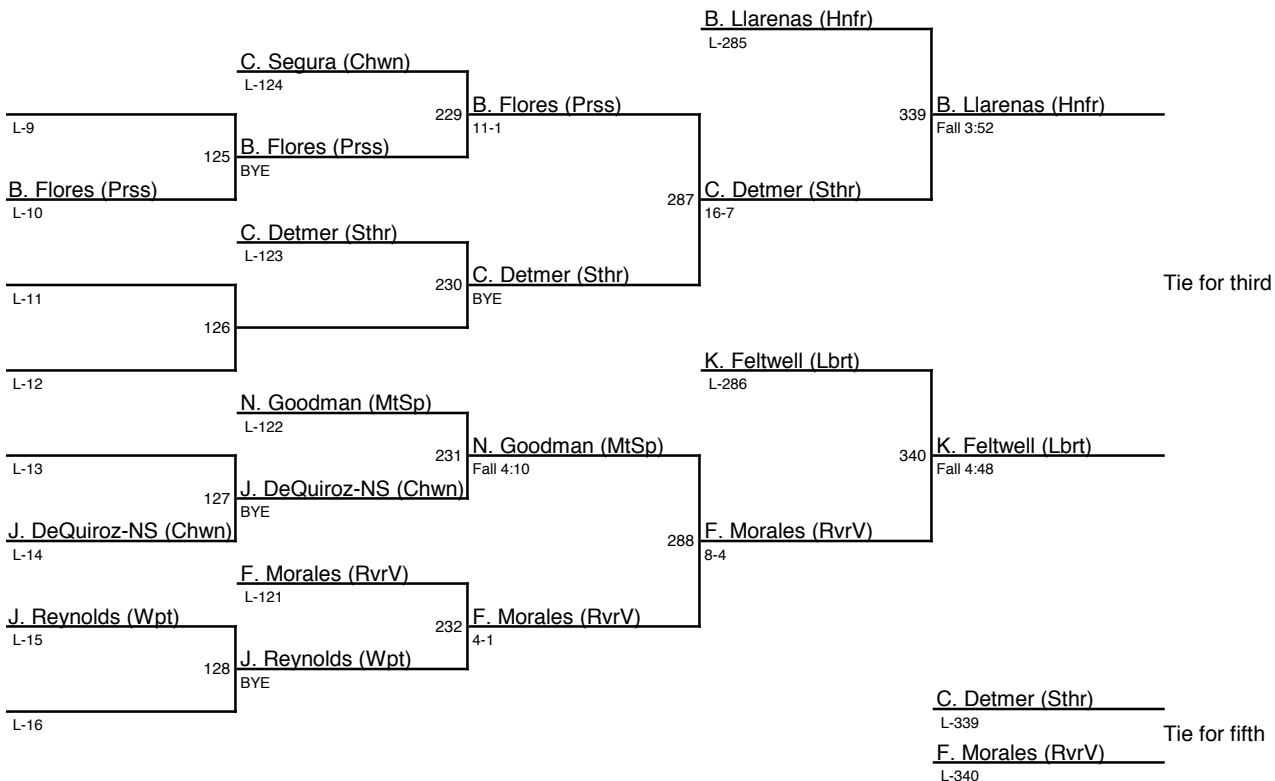 B. Llarenas (Hnfr)
L-285
C. Segura (Chwn)
L-124
229
B. Flores (Prss)
11-1
339
B. Llarenas (Hnfr)
Fall 3:52
L-9
125
B. Flores (Prss)
BYE
B. Flores (Prss)
L-10
287
C. Detmer (Sthr)
16-7
C. Detmer (Sthr)
L-123
230
C. Detmer (Sthr)
BYE
Tie for third
L-11
126
L-12
K. Feltwell (Lbrt)
L-286
N. Goodman (MtSp)
L-122
231
N. Goodman (MtSp)
Fall 4:10
340
K. Feltwell (Lbrt)
Fall 4:48
L-13
127
J. DeQuiroz-NS (Chwn)
BYE
J. DeQuiroz-NS (Chwn)
L-14
288
F. Morales (RvrV)
8-4
F. Morales (RvrV)
L-121
J. Reynolds (Wpt)
L-15
232
F. Morales (RvrV)
4-1
128
J. Reynolds (Wpt)
BYE
L-16
C. Detmer (Sthr)
L-339
Tie for fifth
F. Morales (RvrV)
L-340